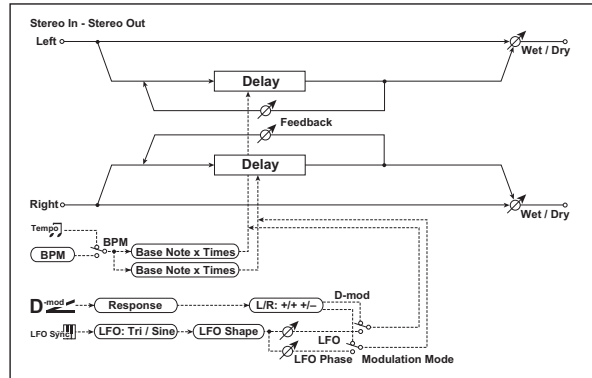 Stereo In - Stereo Out
Left
Wet / Dry
Delay
Feedback
Delay
Right
Wet / Dry
Tempo
BPM
BPM
Base Note x Times
Base Note x Times
D-mod
D-mod
Response
L/R: +/+ +/–
LFO Sync
LFO: Tri / Sine
LFO Shape
LFO
LFO Phase
Modulation Mode